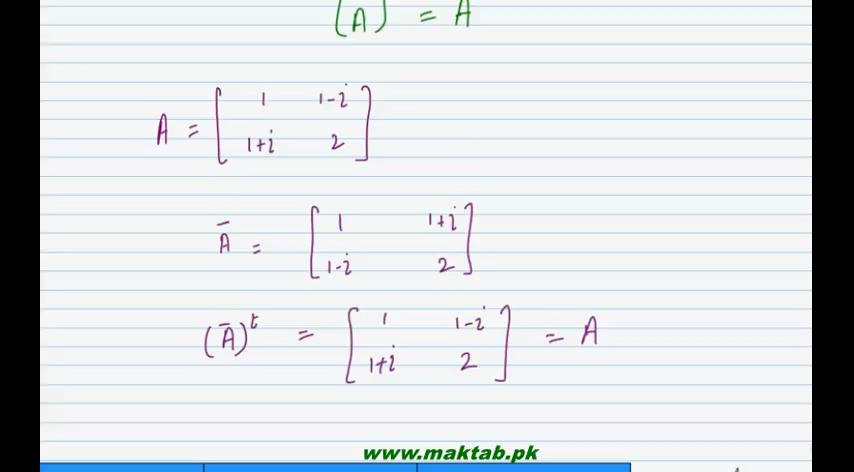 (A) = A
A = [ 1 1-i
1+i 2 ]
Ā = [ 1 1+i
1-i 2 ]
(Ā)ᵗ = [ 1 1-i
1+i 2 ] = A
www.maktab.pk